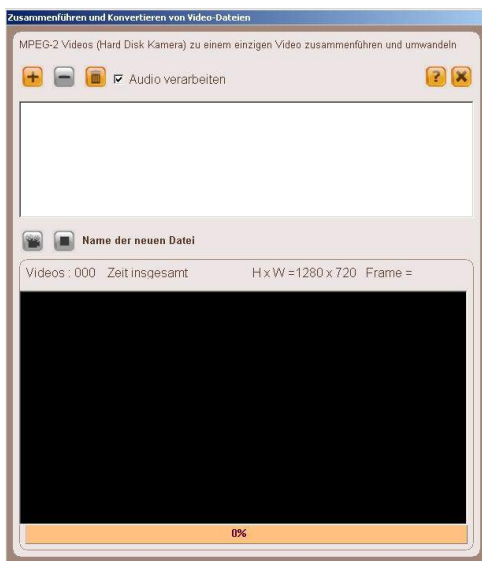 Zusammenführen und Konvertieren von Video-Dateien
MPEG-2 Videos (Hard Disk Kamera) zu einem einzigen Video zusammenführen und umwandeln
Audio verarbeiten
?
Name der neuen Datei
Videos : 000 Zeit insgesamt H x W =1280 x 720 Frame =
0%